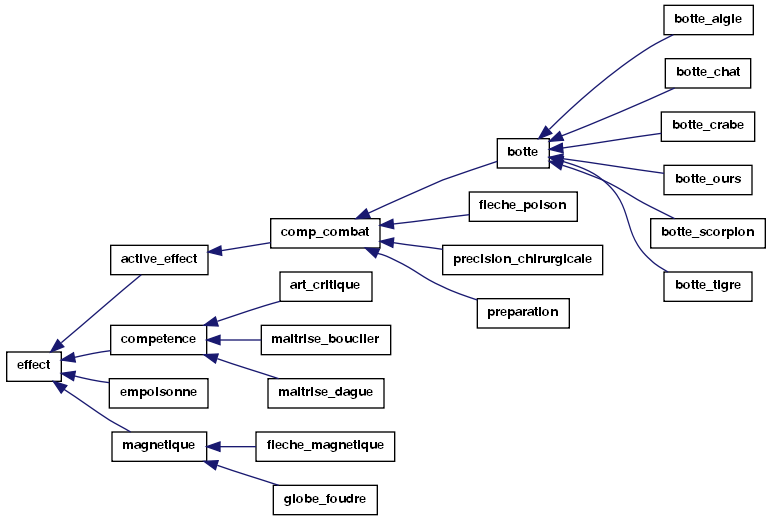 botte_aigle
botte_chat
botte_crabe
botte
botte_ours
fleche_poison
comp_combat
botte_scorpion
active_effect
precision_chirurgicale
botte_tigre
art_critique
preparation
competence
maitrise_bouclier
effect
empoisonne
maitrise_dague
magnetique
fleche_magnetique
globe_foudre